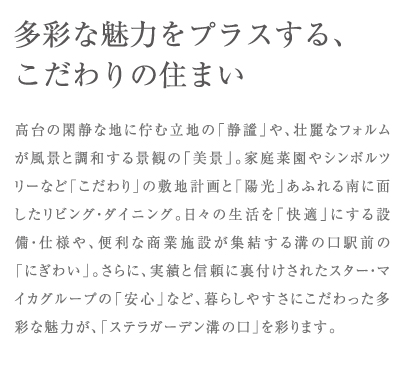 多彩な魅力をプラスする、
こだわりの住まい
高台の閑静な地に佇む立地の「静謐」や、壮麗なフォルム
が風景と調和する景観の「美景」。家庭菜園やシンボルツ
リーなど「こだわり」の敷地計画と「陽光」あふれる南に面
したリビング・ダイニング。日々の生活を「快適」にする設
備・仕様や、便利な商業施設が集結する溝の口駅前の
「にぎわい」。さらに、実績と信頼に裏付けされたスター・マ
イカグループの「安心」など、暮らしやすさにこだわった多
彩な魅力が、「ステラガーデン溝の口」を彩ります。